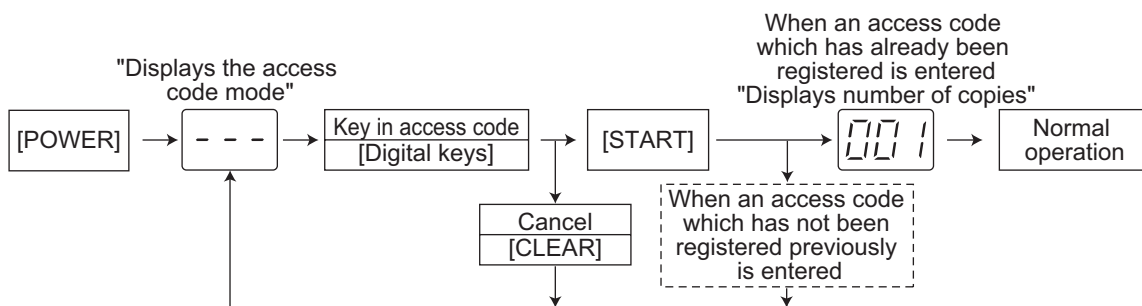 "Displays the access
code mode"
When an access code
which has already been
registered is entered
"Displays number of copies"
[POWER]
- - -
Key in access code
[Digital keys]
[START]
001
Normal
operation
Cancel
[CLEAR]
When an access code
which has not been
registered previously
is entered